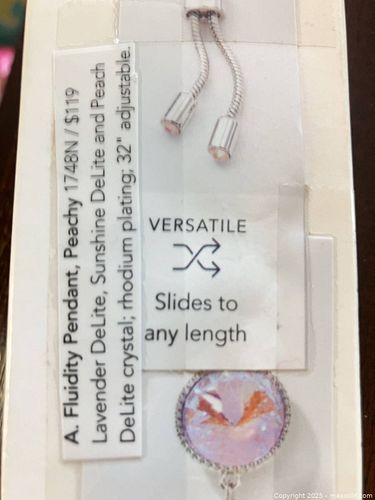 A. Fluidity Pendant, Peachy 1748N / $119
Lavender DeLite, Sunshine DeLite and Peach
DeLite crystal; rhodium plating; 32" adjustable.
VERSATILE
Slides to
any length